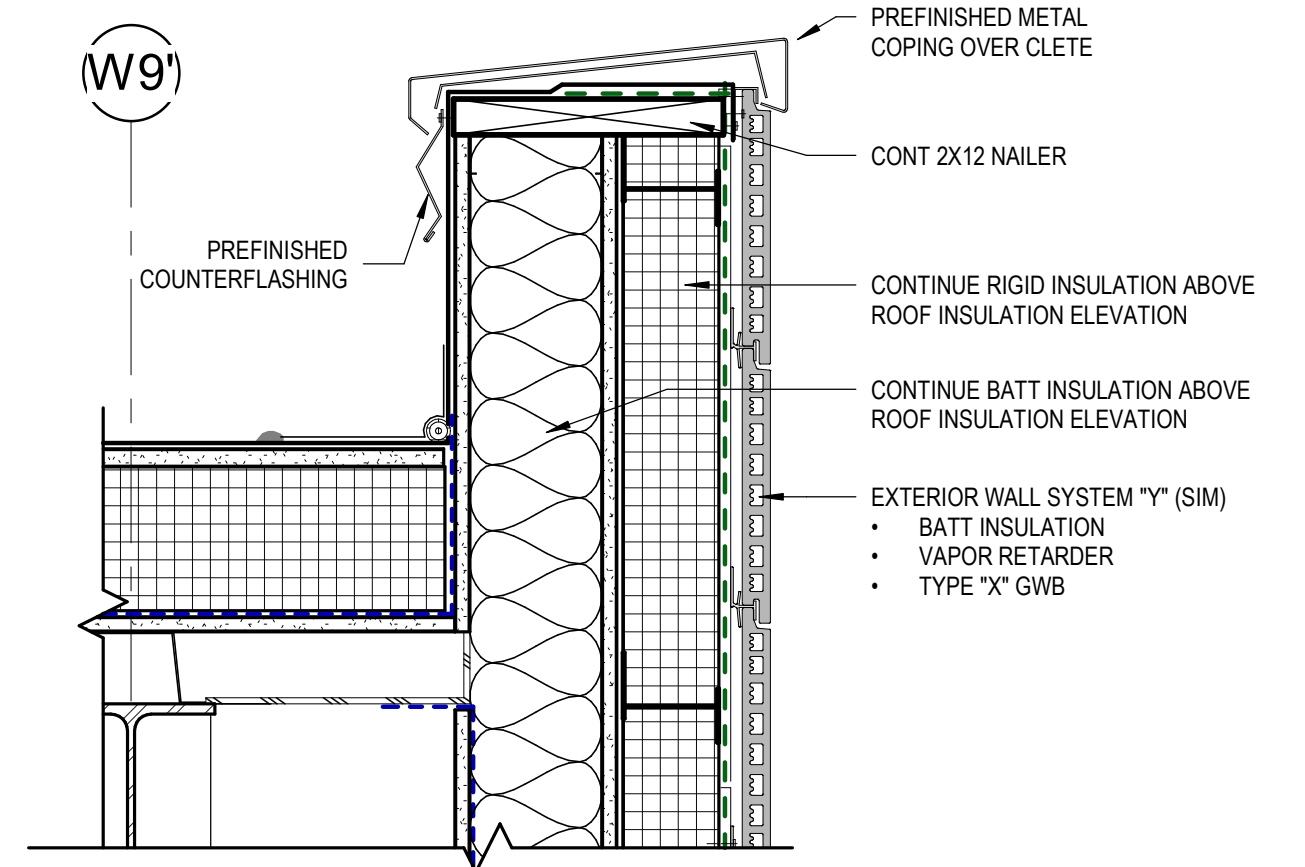 W9'
PREFINISHED METAL
COPING OVER CLETE
CONT 2X12 NAILER
PREFINISHED
COUNTERFLASHING
CONTINUE RIGID INSULATION ABOVE
ROOF INSULATION ELEVATION
CONTINUE BATT INSULATION ABOVE
ROOF INSULATION ELEVATION
EXTERIOR WALL SYSTEM "Y" (SIM)
• BATT INSULATION
• VAPOR RETARDER
• TYPE "X" GWB